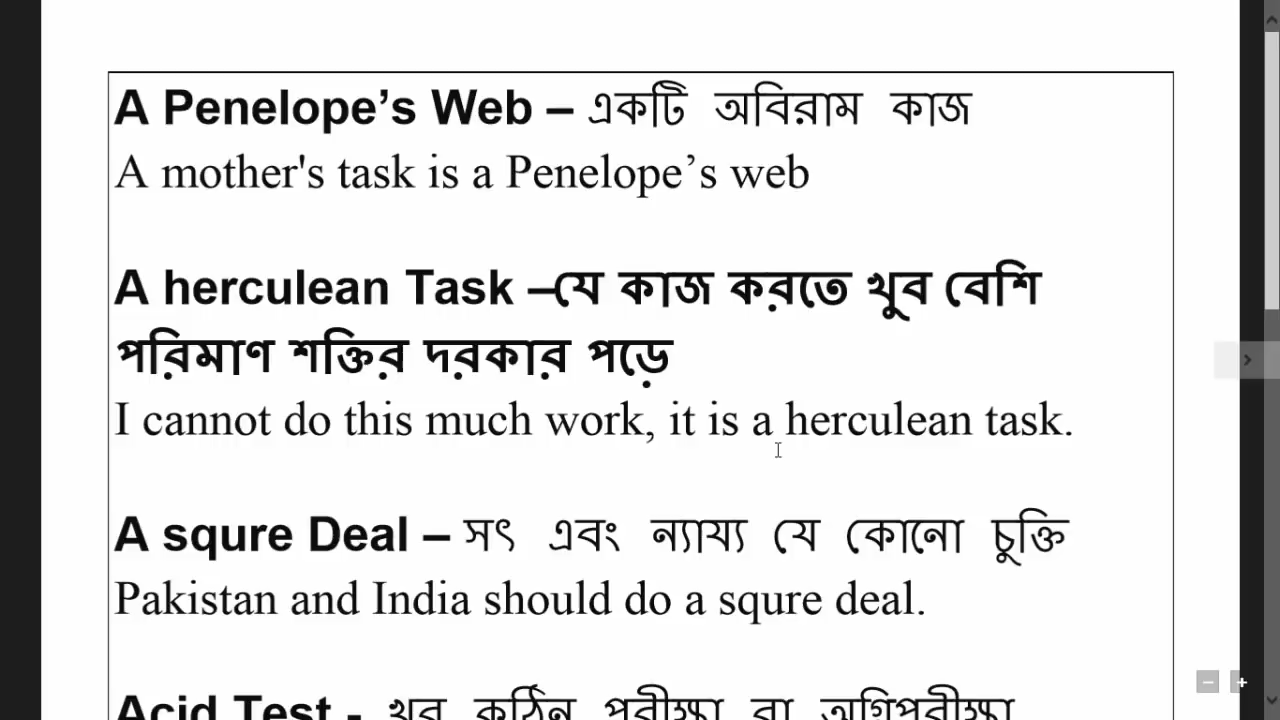 A Penelope’s Web – একটি অবিরাম কাজ
A mother's task is a Penelope’s web
A herculean Task –যে কাজ করতে খুব বেশি
পরিমাণ শক্তির দরকার পড়ে
I cannot do this much work, it is a herculean task.
A squre Deal – সৎ এবং ন্যায্য যে কোনো চুক্তি
Pakistan and India should do a squre deal.
Acid Test - খুব কঠিন পরীক্ষা বা অগ্নিপরীক্ষা